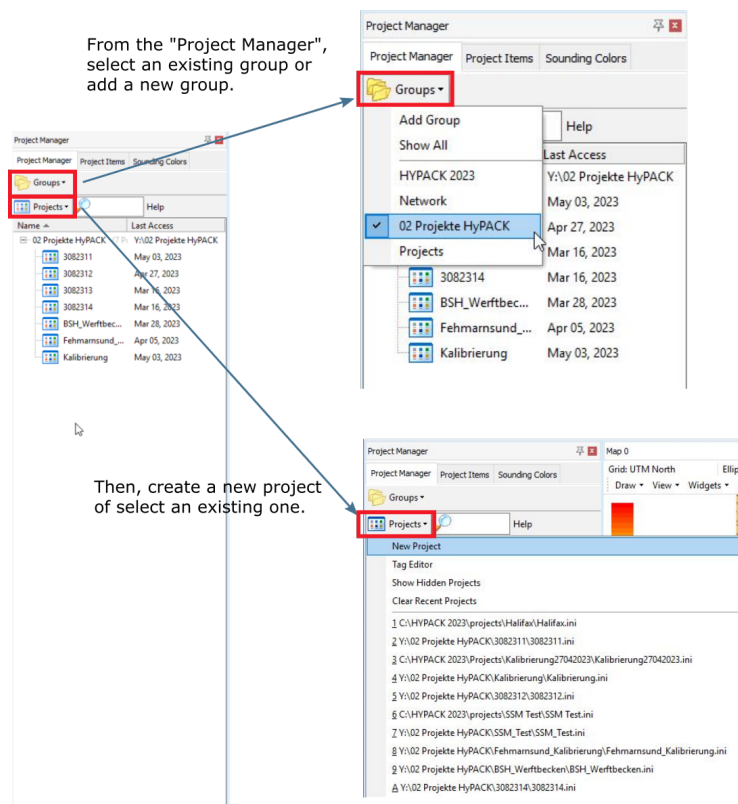 From the "Project Manager",
select an existing group or
add a new group.
Project Manager
Project Manager Project Items Sounding Colors
Groups
Projects Help
Name Last Access
02 Projekte HyPACK Y:\02 Projekte HyPACK
3082311 May 03, 2023
3082312 Apr 27, 2023
3082313 Mar 16, 2023
3082314 Mar 16, 2023
BSH_Werftbec... Mar 28, 2023
Fehmarnsund_... Apr 05, 2023
Kalibrierung May 03, 2023
Project Manager
Project Manager Project Items Sounding Colors
Groups
Add Group Help
Show All Last Access
HYPACK 2023 Y:\02 Projekte HyPACK
Network May 03, 2023
02 Projekte HyPACK Apr 27, 2023
Projects Mar 16, 2023
3082314 Mar 16, 2023
BSH_Werftbec... Mar 28, 2023
Fehmarnsund_... Apr 05, 2023
Kalibrierung May 03, 2023
Then, create a new project
of select an existing one.
Project Manager Map 0
Project Manager Project Items Sounding Colors Grid: UTM North Ellip
Groups Draw View Widgets
Projects Help
New Project
Tag Editor
Show Hidden Projects
Clear Recent Projects
1 C:\HYPACK 2023\projects\Halifax\Halifax.ini
2 Y:\02 Projekte HyPACK\3082311\3082311.ini
3 C:\HYPACK 2023\Projects\Kalibrierung27042023\Kalibrierung27042023.ini
4 Y:\02 Projekte HyPACK\Kalibrierung\Kalibrierung.ini
5 Y:\02 Projekte HyPACK\3082312\3082312.ini
6 C:\HYPACK 2023\projects\SSM Test\SSM Test.ini
7 Y:\02 Projekte HyPACK\SSM_Test\SSM_Test.ini
8 Y:\02 Projekte HyPACK\Fehmarnsund_Kalibrierung\Fehmarnsund_Kalibrierung.ini
9 Y:\02 Projekte HyPACK\BSH_Werftbecken\BSH_Werftbecken.ini
A Y:\02 Projekte HyPACK\3082314\3082314.ini